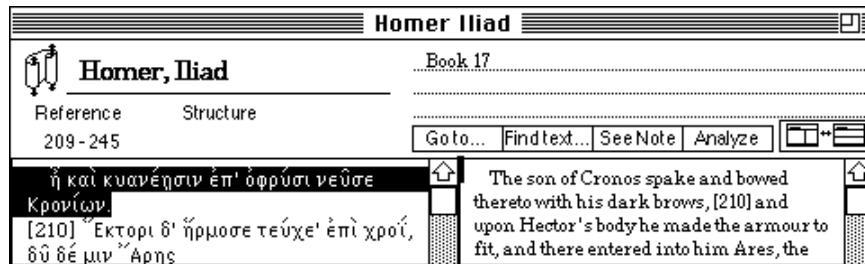 Homer Iliad
Homer, Iliad
Book 17
Reference Structure
209-245
Go to... Find text... See Note Analyze
ἦ καὶ κυανέῃσιν ἐπ' ὀφρύσι νεῦσε
Κρονίων.
[210] Ἕκτορι δ' ἥρμοσε τεύχε' ἐπὶ χροΐ,
δῦ δέ μιν Ἄρης
The son of Cronos spake and bowed
thereto with his dark brows, [210] and
upon Hector's body he made the armour to
fit, and there entered into him Ares, the